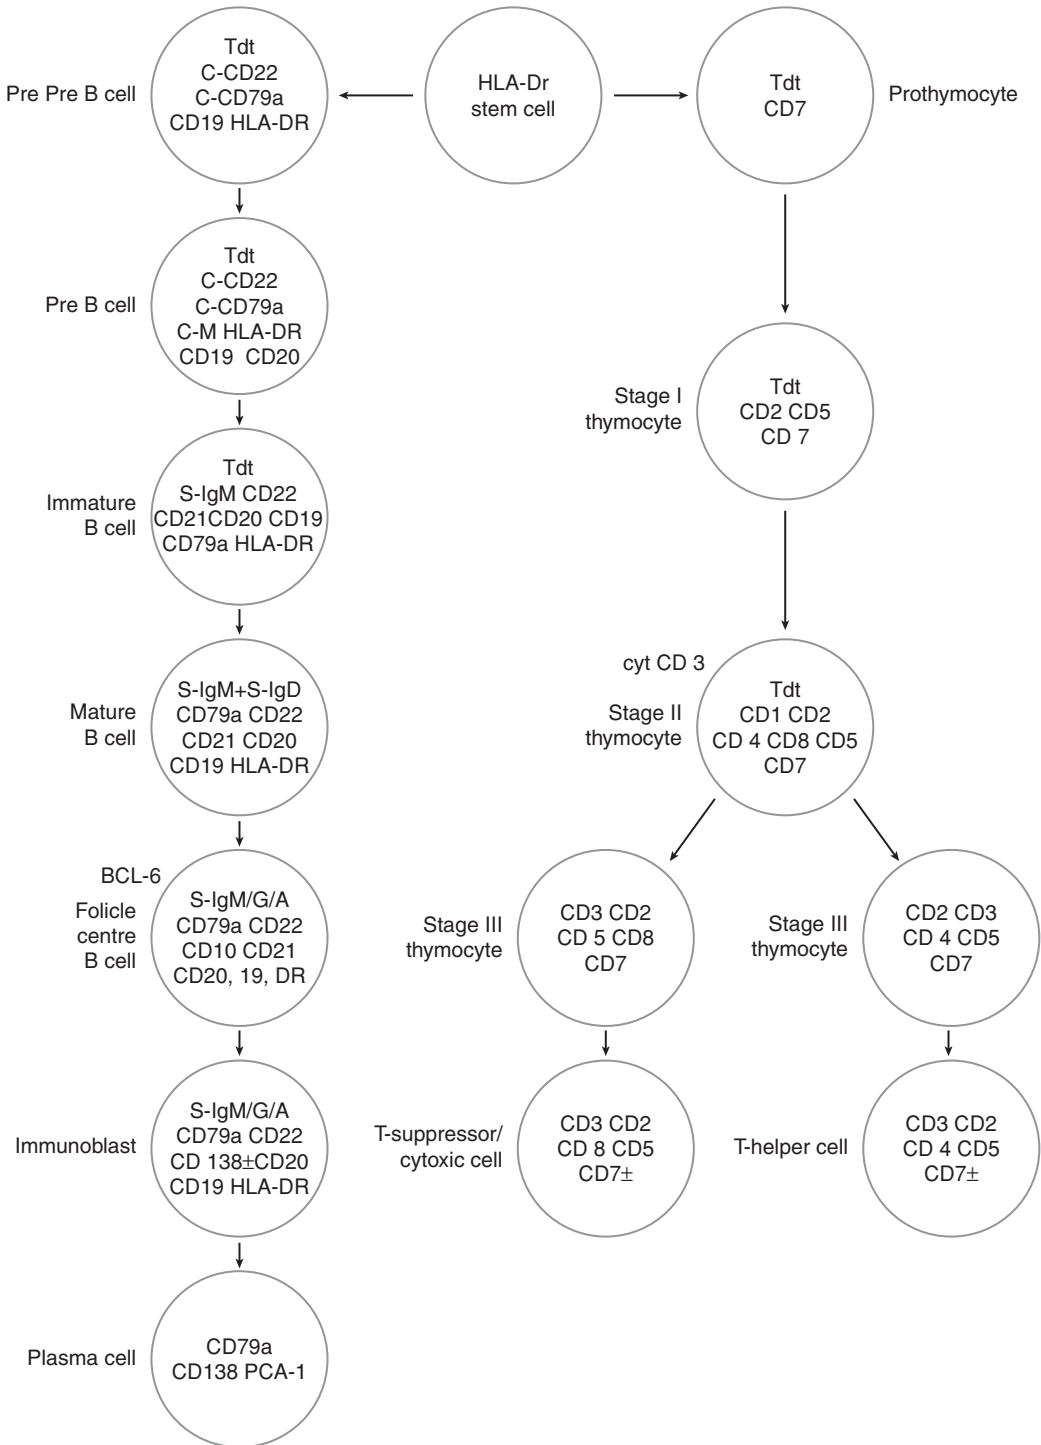 Pre Pre B cell
Tdt
C-CD22
C-CD79a
CD19 HLA-DR
HLA-Dr
stem cell
Tdt
CD7
Prothymocyte
Pre B cell
Tdt
C-CD22
C-CD79a
C-M HLA-DR
CD19 CD20
Stage I
thymocyte
Tdt
CD2 CD5
CD 7
Immature
B cell
Tdt
S-IgM CD22
CD21CD20 CD19
CD79a HLA-DR
Mature
B cell
S-IgM+S-IgD
CD79a CD22
CD21 CD20
CD19 HLA-DR
cyt CD 3
Stage II
thymocyte
Tdt
CD1 CD2
CD 4 CD8 CD5
CD7
BCL-6
Folicle
centre
B cell
S-IgM/G/A
CD79a CD22
CD10 CD21
CD20, 19, DR
Stage III
thymocyte
CD3 CD2
CD 5 CD8
CD7
Stage III
thymocyte
CD2 CD3
CD 4 CD5
CD7
Immunoblast
S-IgM/G/A
CD79a CD22
CD 138±CD20
CD19 HLA-DR
T-suppressor/
cytoxic cell
CD3 CD2
CD 8 CD5
CD7±
T-helper cell
CD3 CD2
CD 4 CD5
CD7±
Plasma cell
CD79a
CD138 PCA-1